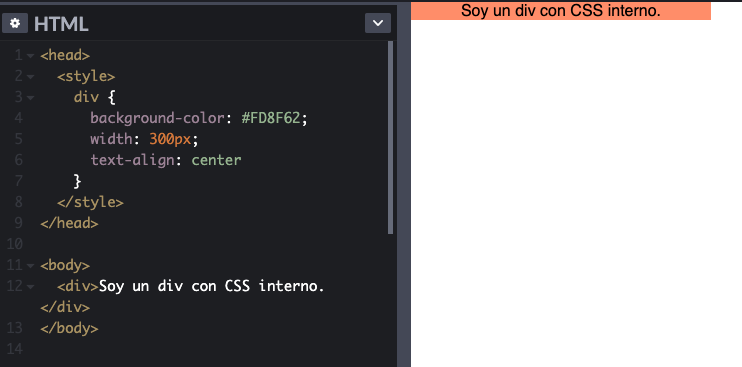 HTML
Soy un div con CSS interno.
1 <head>
2 <style>
3 div {
4 background-color: #FD8F62;
5 width: 300px;
6 text-align: center
7 }
8 </style>
9 </head>
10
11 <body>
12 <div>Soy un div con CSS interno.
</div>
13 </body>
14